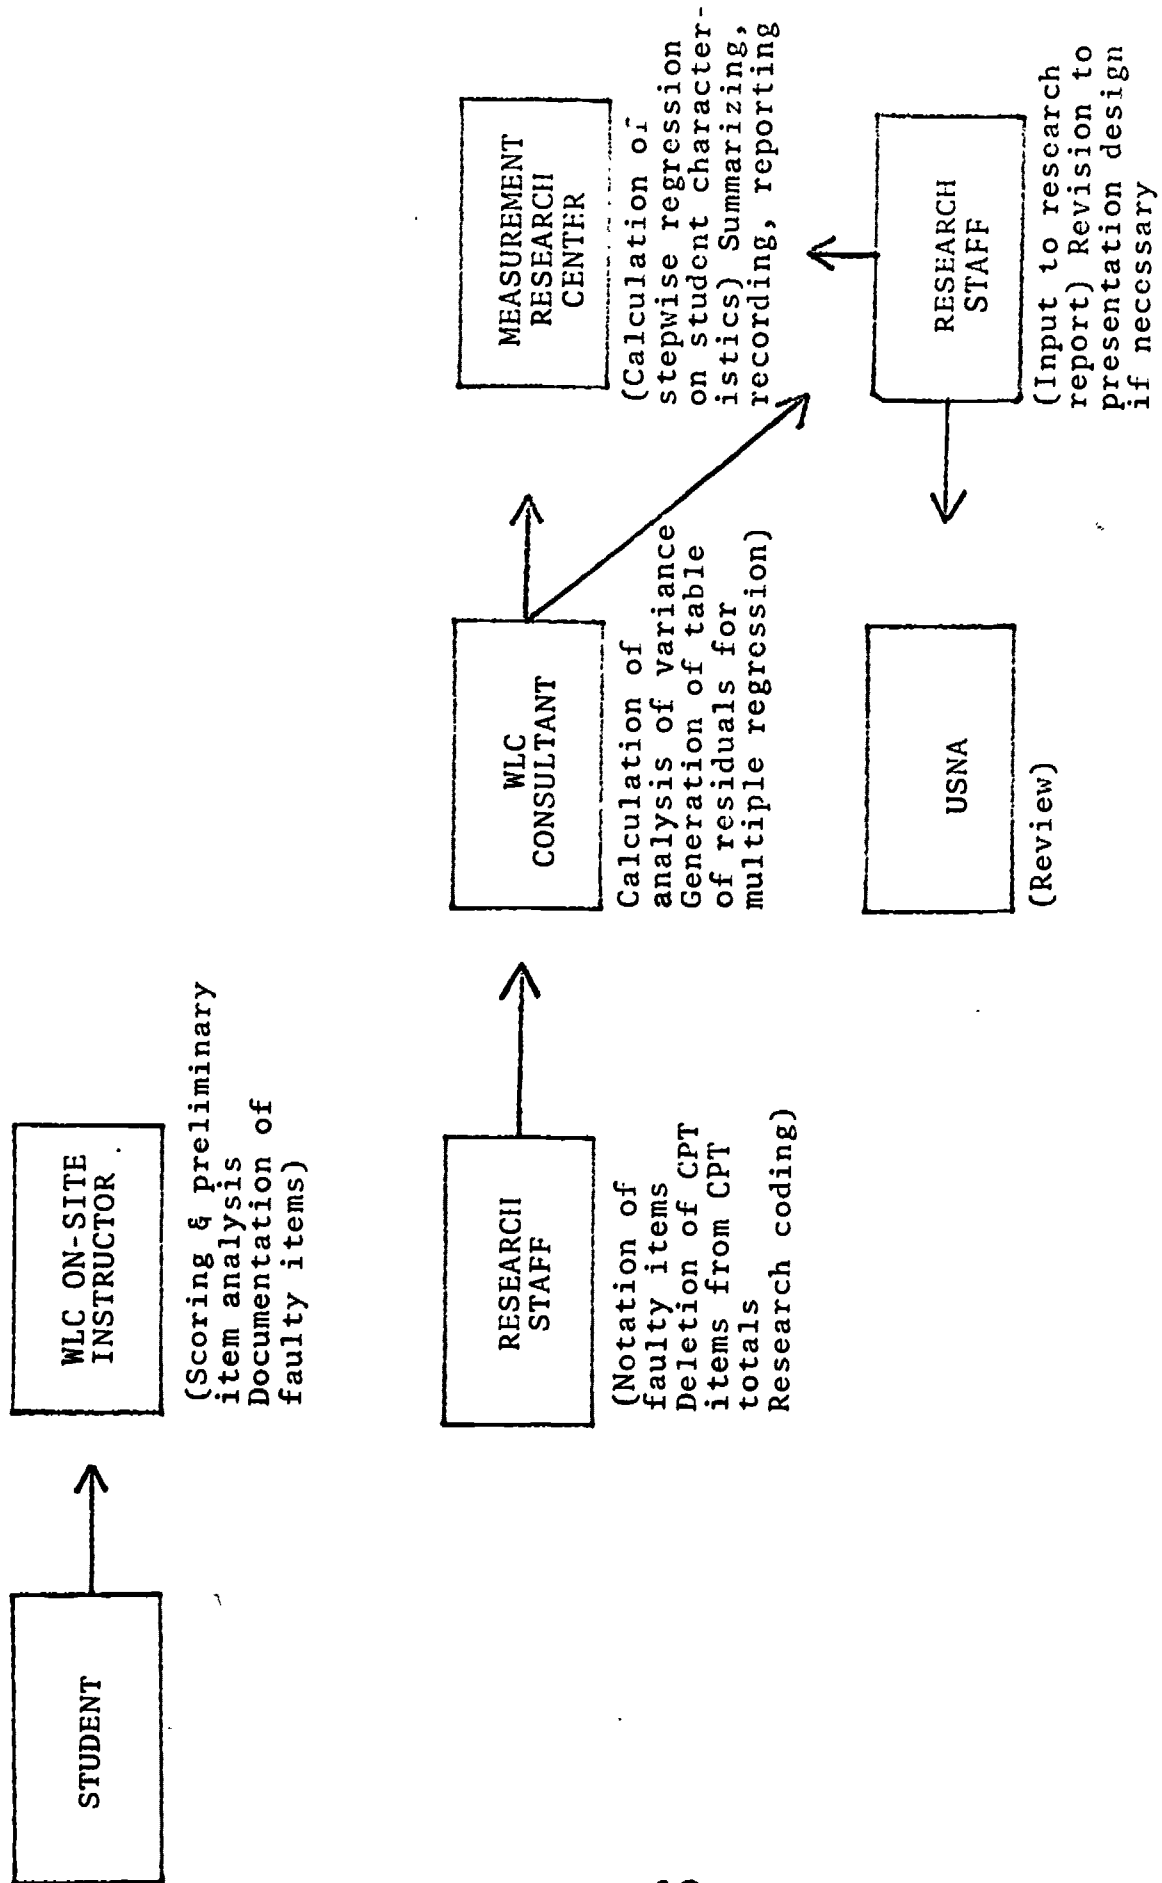 STUDENT
WLC ON-SITE
INSTRUCTOR
(Scoring & preliminary
item analysis
Documentation of
faulty items)
RESEARCH
STAFF
(Notation of
faulty items
Deletion of CPT
items from CPT
totals
Research coding)
WLC
CONSULTANT
Calculation of
analysis of variance
Generation of table
of residuals for
multiple regression)
MEASUREMENT
RESEARCH
CENTER
(Calculation of
stepwise regression
on student character-
istics) Summarizing,
recording, reporting
USNA
(Review)
RESEARCH
STAFF
(Input to research
report) Revision to
presentation design
if necessary